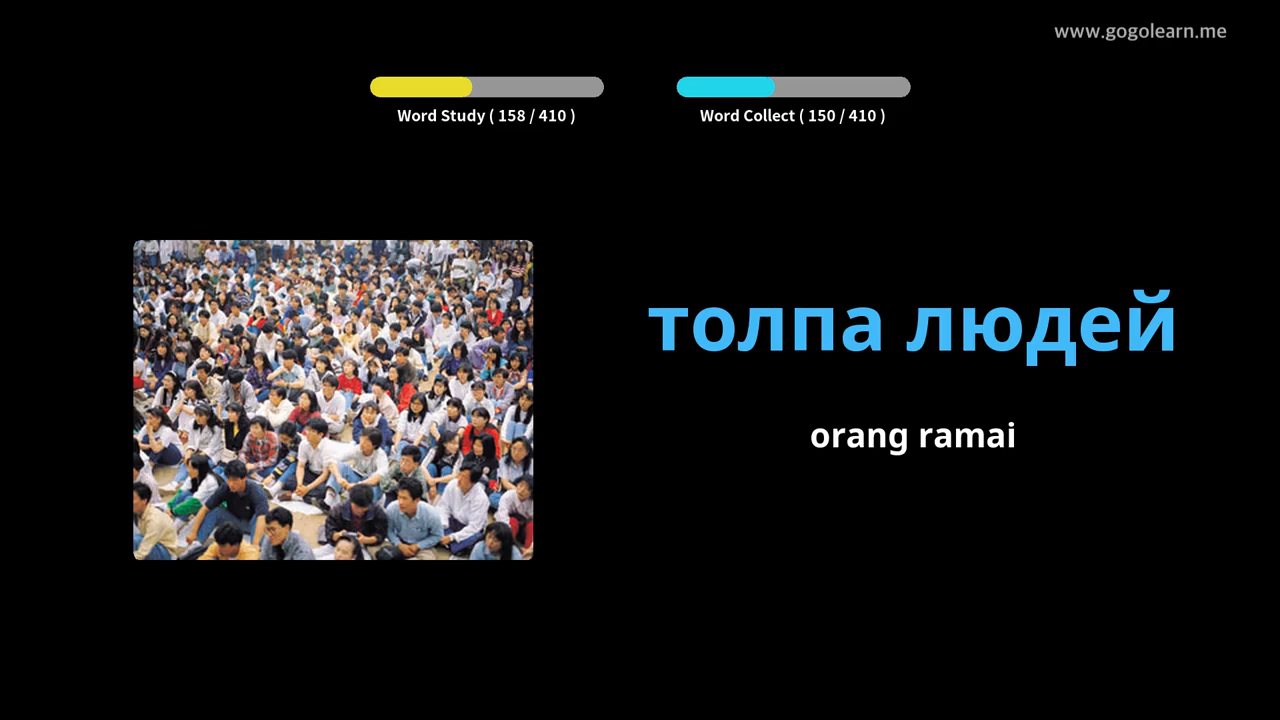 www.gogolearn.me
Word Study ( 158 / 410 )
Word Collect ( 150 / 410 )
толпа людей
orang ramai